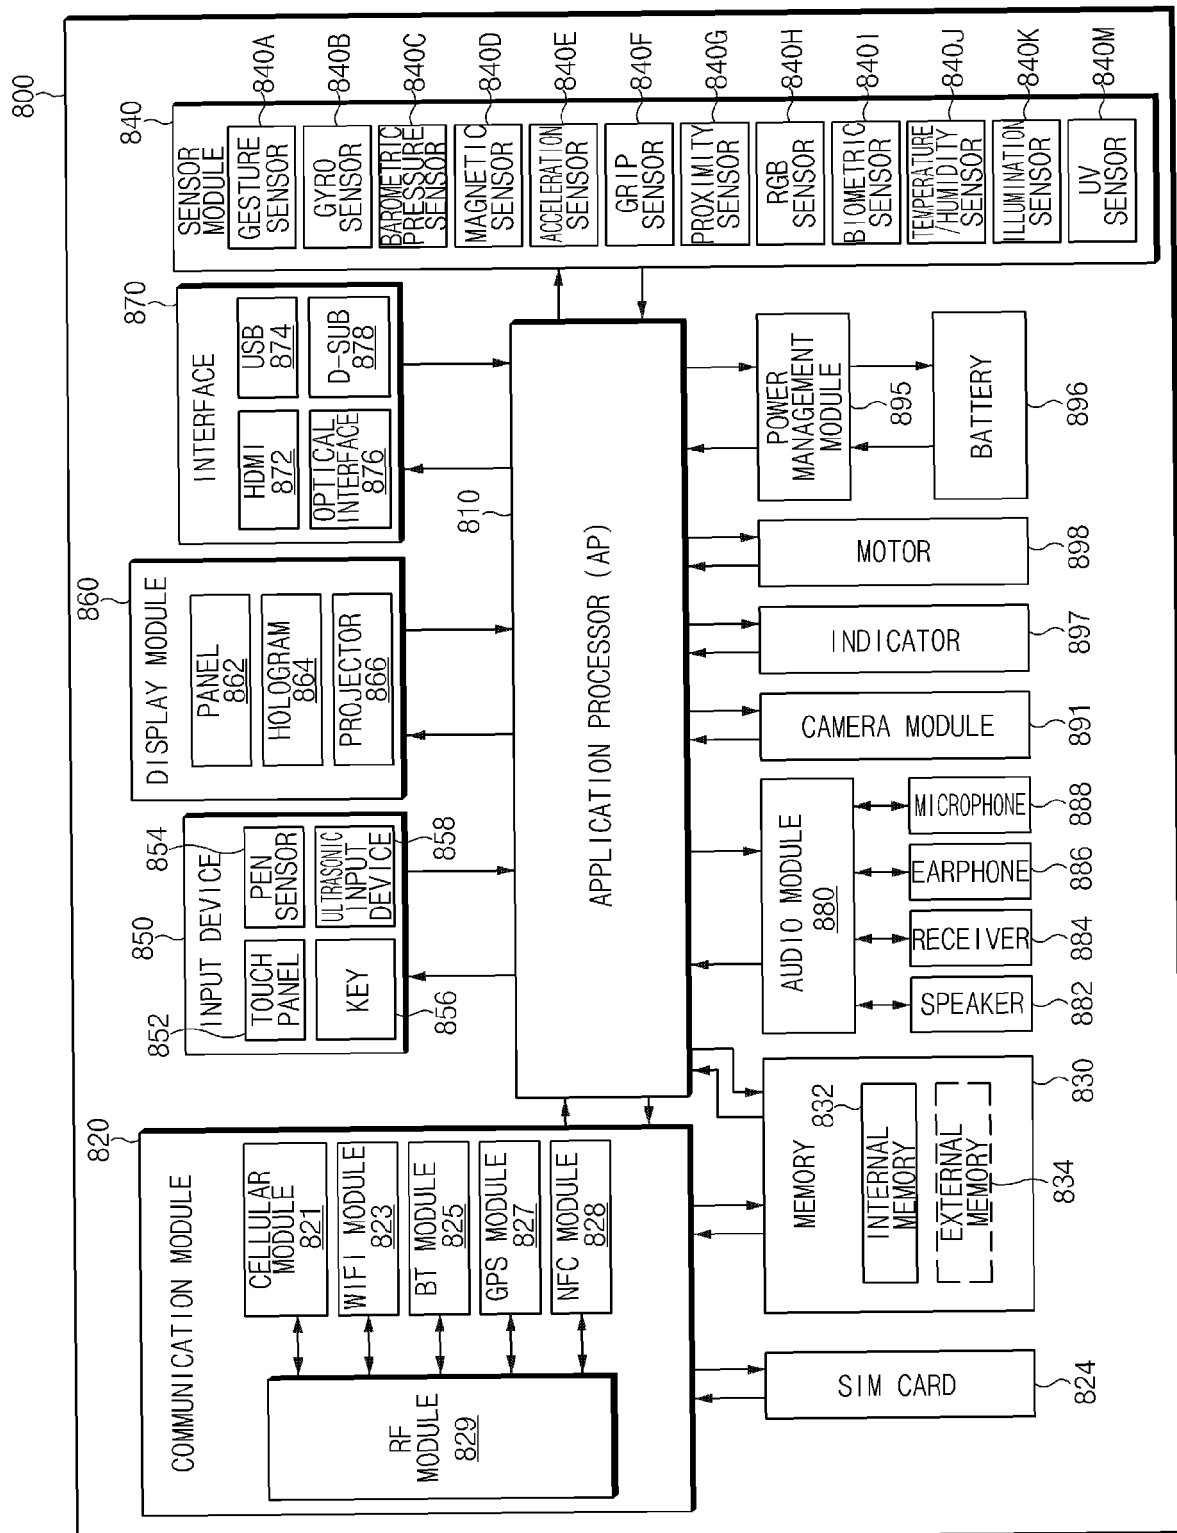 800
COMMUNICATION MODULE
820
RF
MODULE
829
CELLULAR
MODULE
821
WIFI MODULE
823
BT MODULE
825
GPS MODULE
827
NFC MODULE
828
INPUT DEVICE
850
852
TOUCH
PANEL
854
PEN
SENSOR
KEY
856
ULTRASONIC
INPUT
DEVICE
858
DISPLAY MODULE
860
PANEL
862
HOLOGRAM
864
PROJECTOR
866
INTERFACE
870
HDMI
872
USB
874
OPTICAL
INTERFACE
876
D-SUB
878
SENSOR
MODULE
840
GESTURE
SENSOR
840A
GYRO
SENSOR
840B
BAROMETRIC
PRESSURE
SENSOR
840C
MAGNETIC
SENSOR
840D
ACCELERATION
SENSOR
840E
GRIP
SENSOR
840F
PROXIMITY
SENSOR
840G
RGB
SENSOR
840H
BIOMETRIC
SENSOR
840I
TEMPERATURE
/HUMIDITY
SENSOR
840J
ILLUMINATION
SENSOR
840K
UV
SENSOR
840M
APPLICATION PROCESSOR (AP)
810
SIM CARD
824
MEMORY
830
INTERNAL
MEMORY
832
EXTERNAL
MEMORY
834
AUDIO MODULE
880
SPEAKER
882
RECEIVER
884
EARPHONE
886
MICROPHONE
888
CAMERA MODULE
891
INDICATOR
897
MOTOR
898
POWER
MANAGEMENT
MODULE
895
BATTERY
896